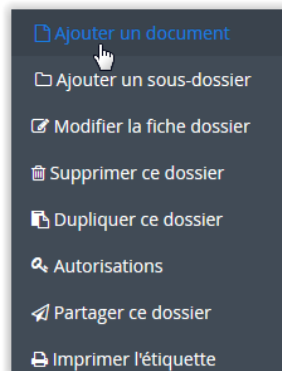 Ajouter un document
Ajouter un sous-dossier
Modifier la fiche dossier
Supprimer ce dossier
Dupliquer ce dossier
Autorisations
Partager ce dossier
Imprimer l'étiquette